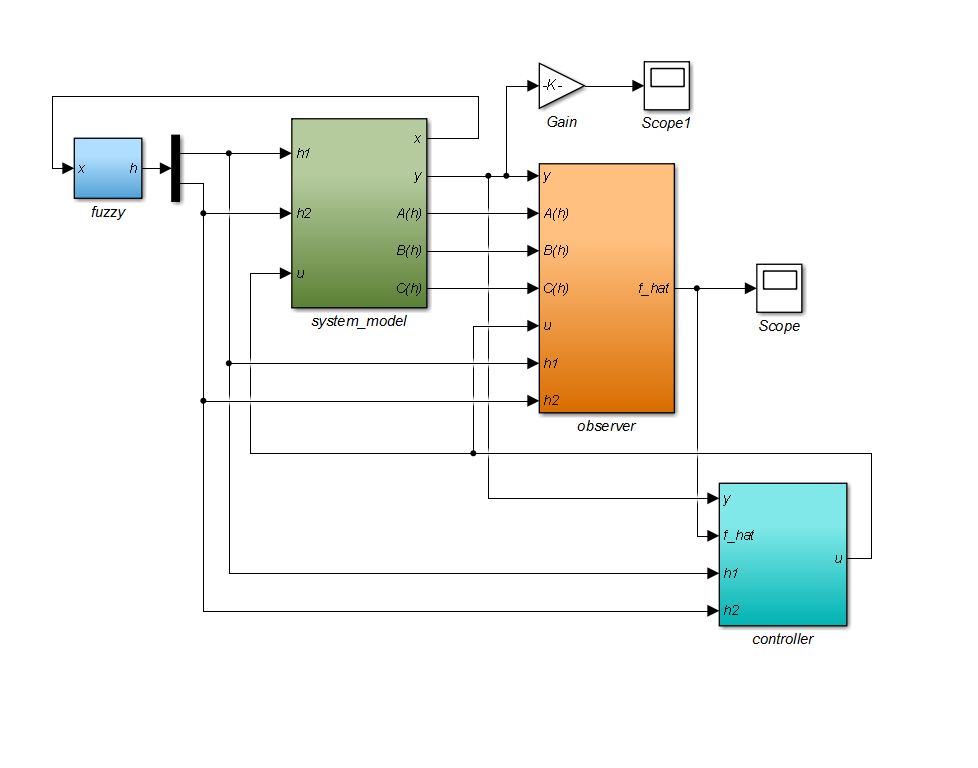 -K-
Gain
Scope1
x
h
fuzzy
h1
h2
u
x
y
A(h)
B(h)
C(h)
system_model
y
A(h)
B(h)
C(h)
u
h1
h2
f_hat
observer
Scope
y
f_hat
h1
h2
u
controller